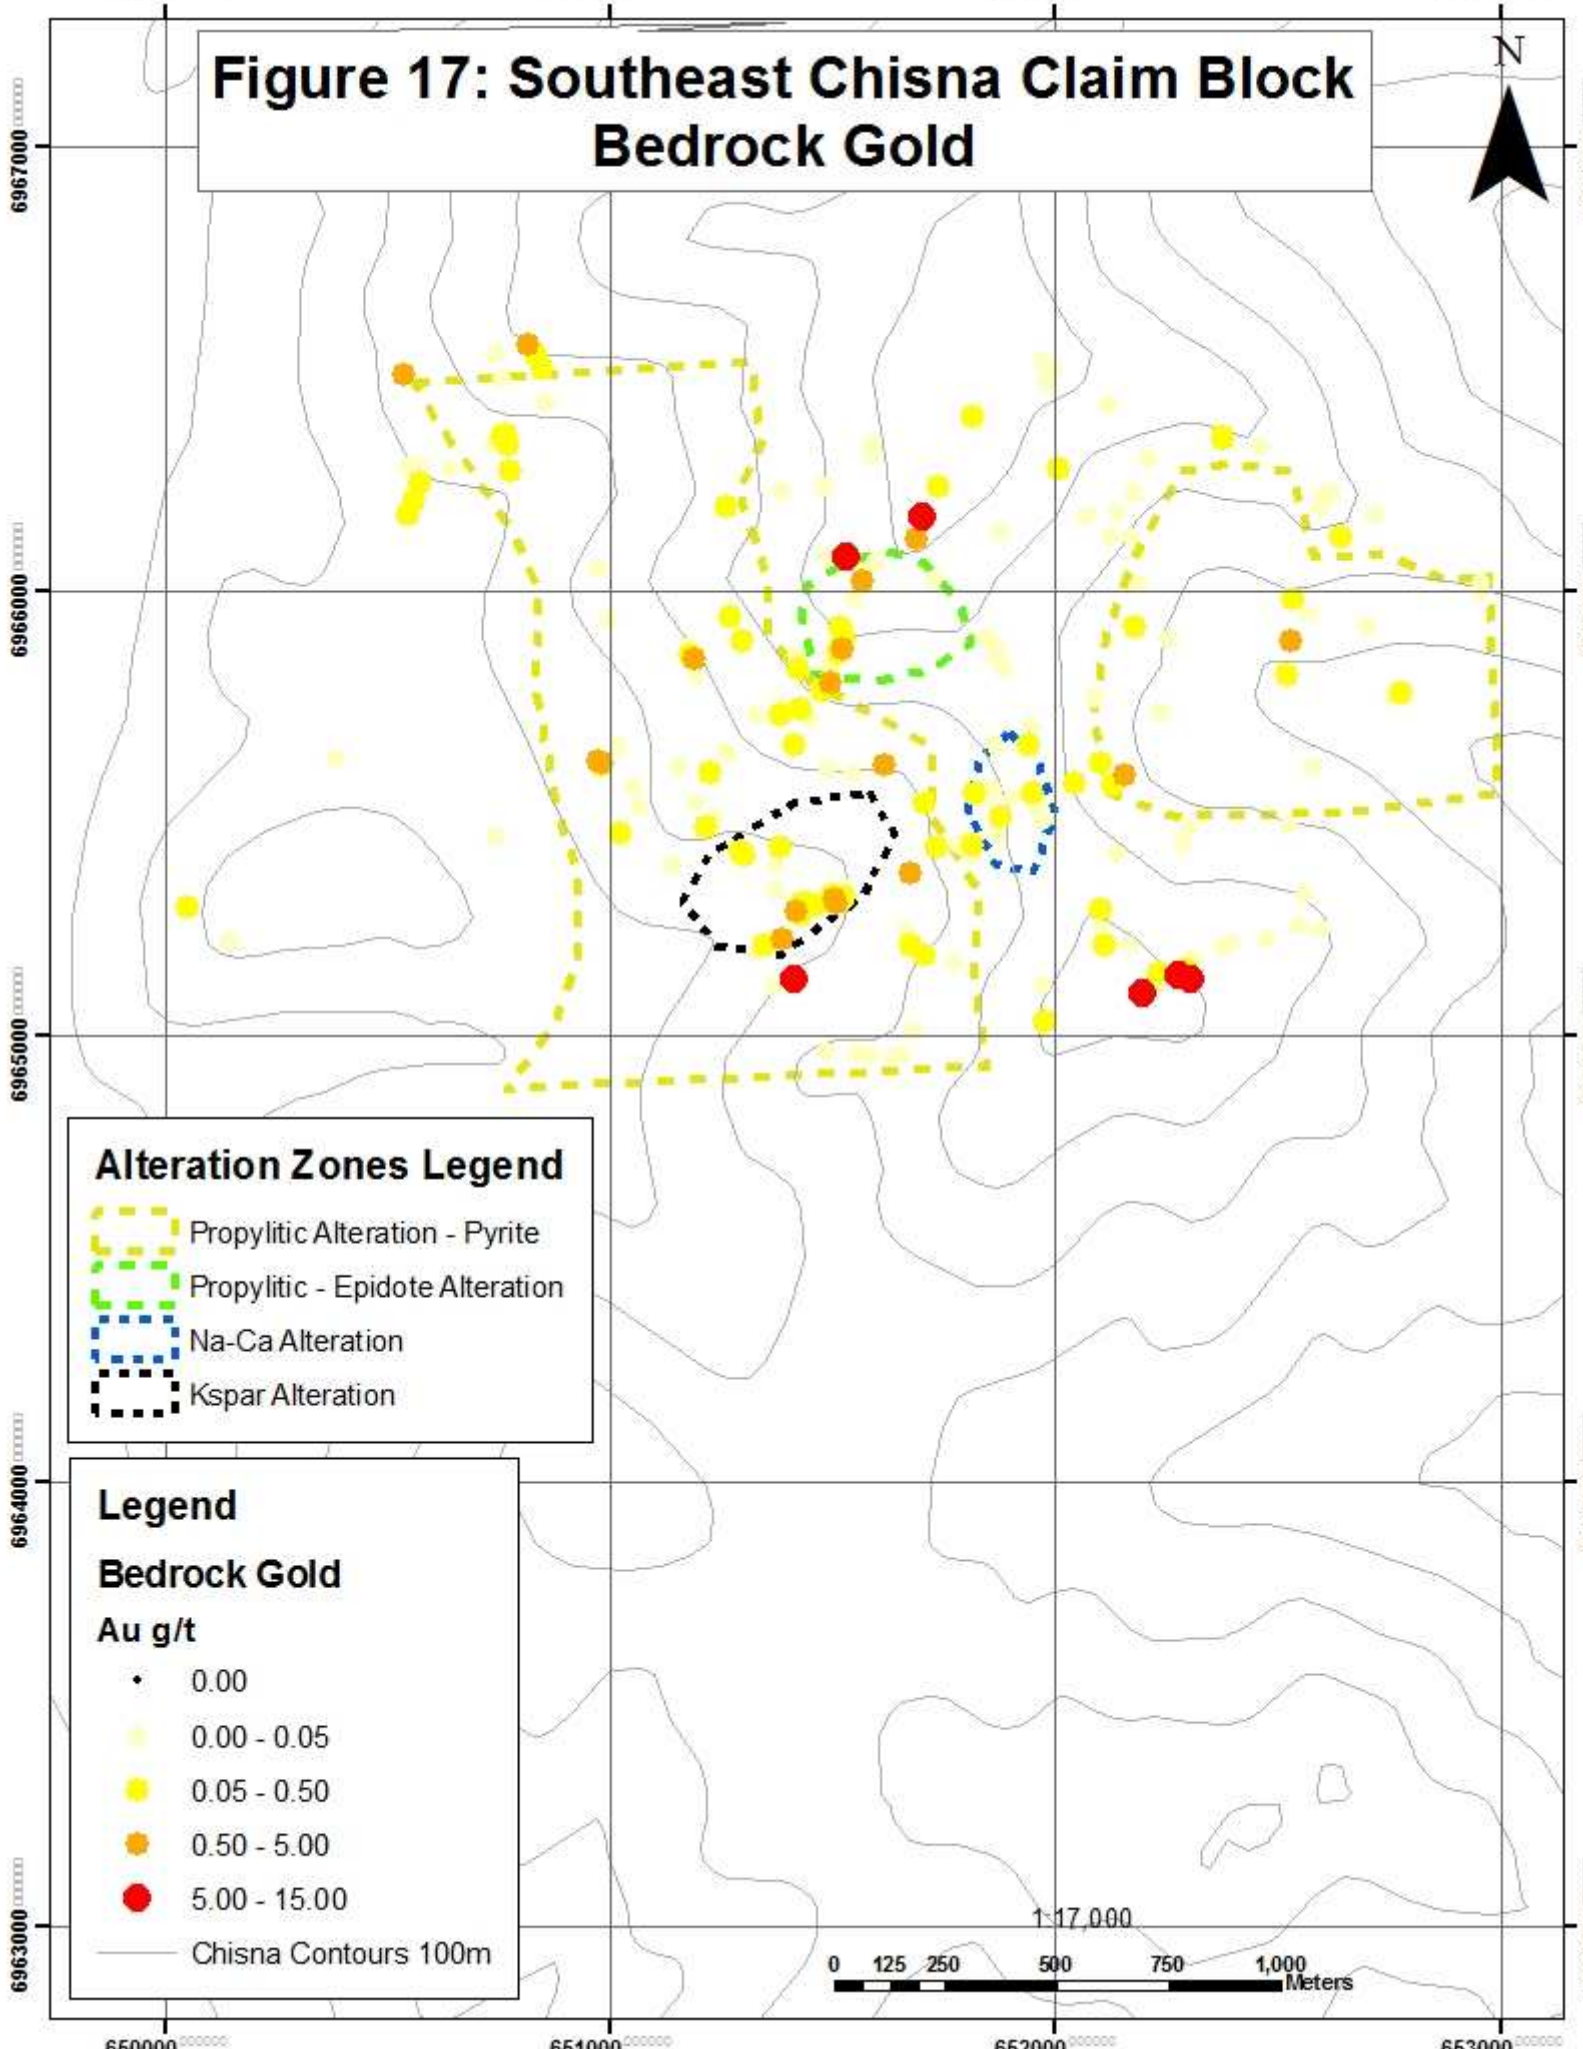 Figure 17: Southeast Chisna Claim Block
Bedrock Gold
N
6967000
6966000
6965000
6964000
6963000
Alteration Zones Legend
Propylitic Alteration - Pyrite
Propylitic - Epidote Alteration
Na-Ca Alteration
Kspar Alteration
Legend
Bedrock Gold
Au g/t
0.00
0.00 - 0.05
0.05 - 0.50
0.50 - 5.00
5.00 - 15.00
Chisna Contours 100m
1:17,000
0 125 250 500 750 1,000
Meters
650000 651000 652000 653000